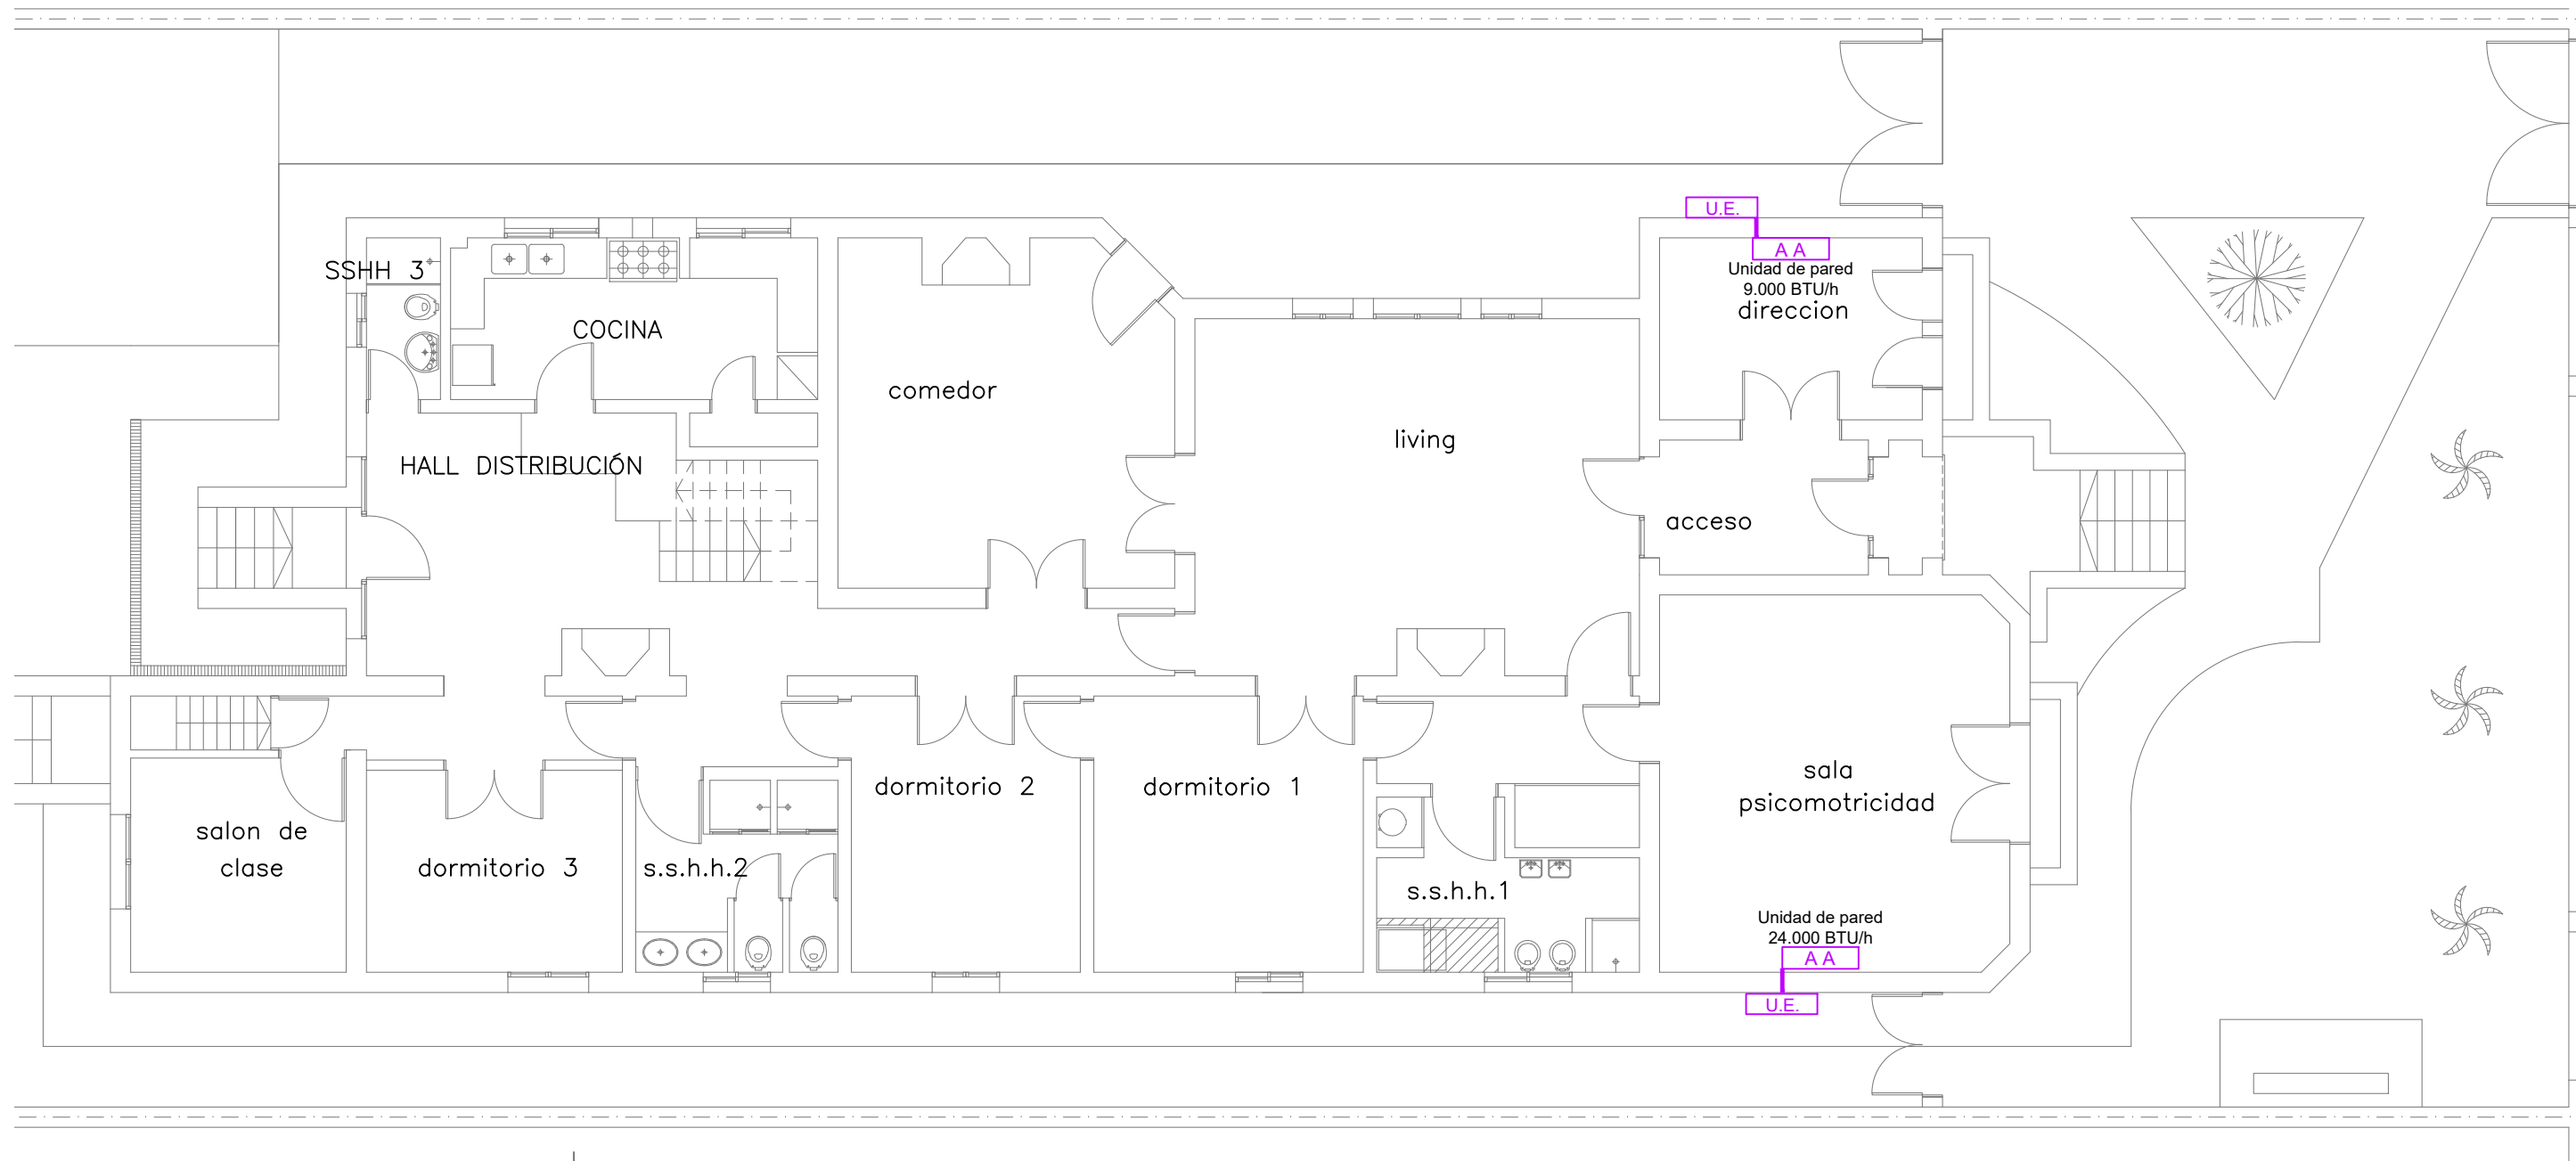 U.E.
A A
Unidad de pared
9.000 BTU/h
direccion
SSHH 3
COCINA
comedor
living
HALL DISTRIBUCIÓN
acceso
sala
psicomotricidad
dormitorio 2
dormitorio 1
salon de
clase
dormitorio 3
s.s.h.h.2
s.s.h.h.1
Unidad de pared
24.000 BTU/h
A A
U.E.